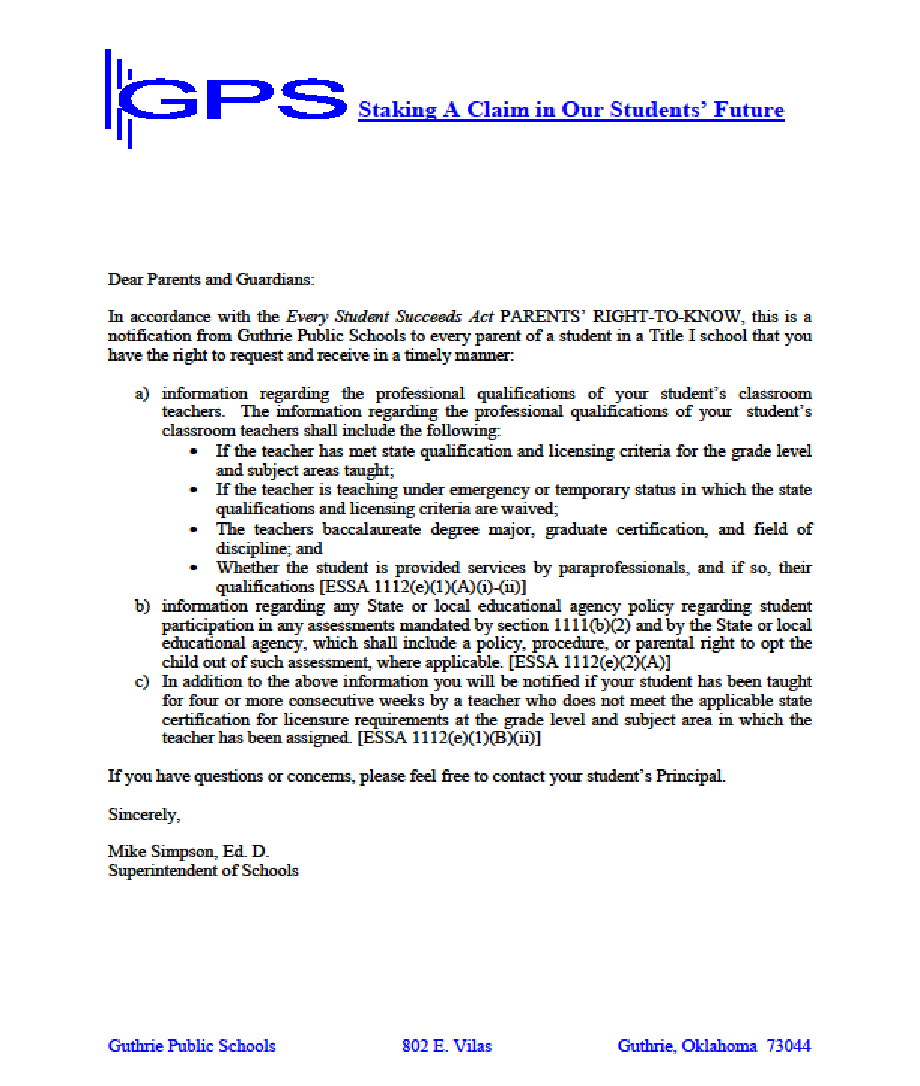 GPS Staking A Claim in Our Students' Future
Dear Parents and Guardians:
In accordance with the Every Student Succeeds Act PARENTS' RIGHT-TO-KNOW, this is a
notification from Guthrie Public Schools to every parent of a student in a Title I school that you
have the right to request and receive in a timely manner:
a) information regarding the professional qualifications of your student's classroom
teachers. The information regarding the professional qualifications of your student's
classroom teachers shall include the following:
• If the teacher has met state qualification and licensing criteria for the grade level
and subject areas taught;
• If the teacher is teaching under emergency or temporary status in which the state
qualifications and licensing criteria are waived;
• The teachers baccalaureate degree major, graduate certification, and field of
discipline; and
• Whether the student is provided services by paraprofessionals, and if so, their
qualifications [ESSA 1112(e)(1)(A)(i)-(ii)]
b) information regarding any State or local educational agency policy regarding student
participation in any assessments mandated by section 1111(b)(2) and by the State or local
educational agency, which shall include a policy, procedure, or parental right to opt the
child out of such assessment, where applicable. [ESSA 1112(e)(2)(A)]
c) In addition to the above information you will be notified if your student has been taught
for four or more consecutive weeks by a teacher who does not meet the applicable state
certification for licensure requirements at the grade level and subject area in which the
teacher has been assigned. [ESSA 1112(e)(1)(B)(ii)]
If you have questions or concerns, please feel free to contact your student's Principal.
Sincerely,
Mike Simpson, Ed. D.
Superintendent of Schools
Guthrie Public Schools 802 E. Vilas Guthrie, Oklahoma 73044